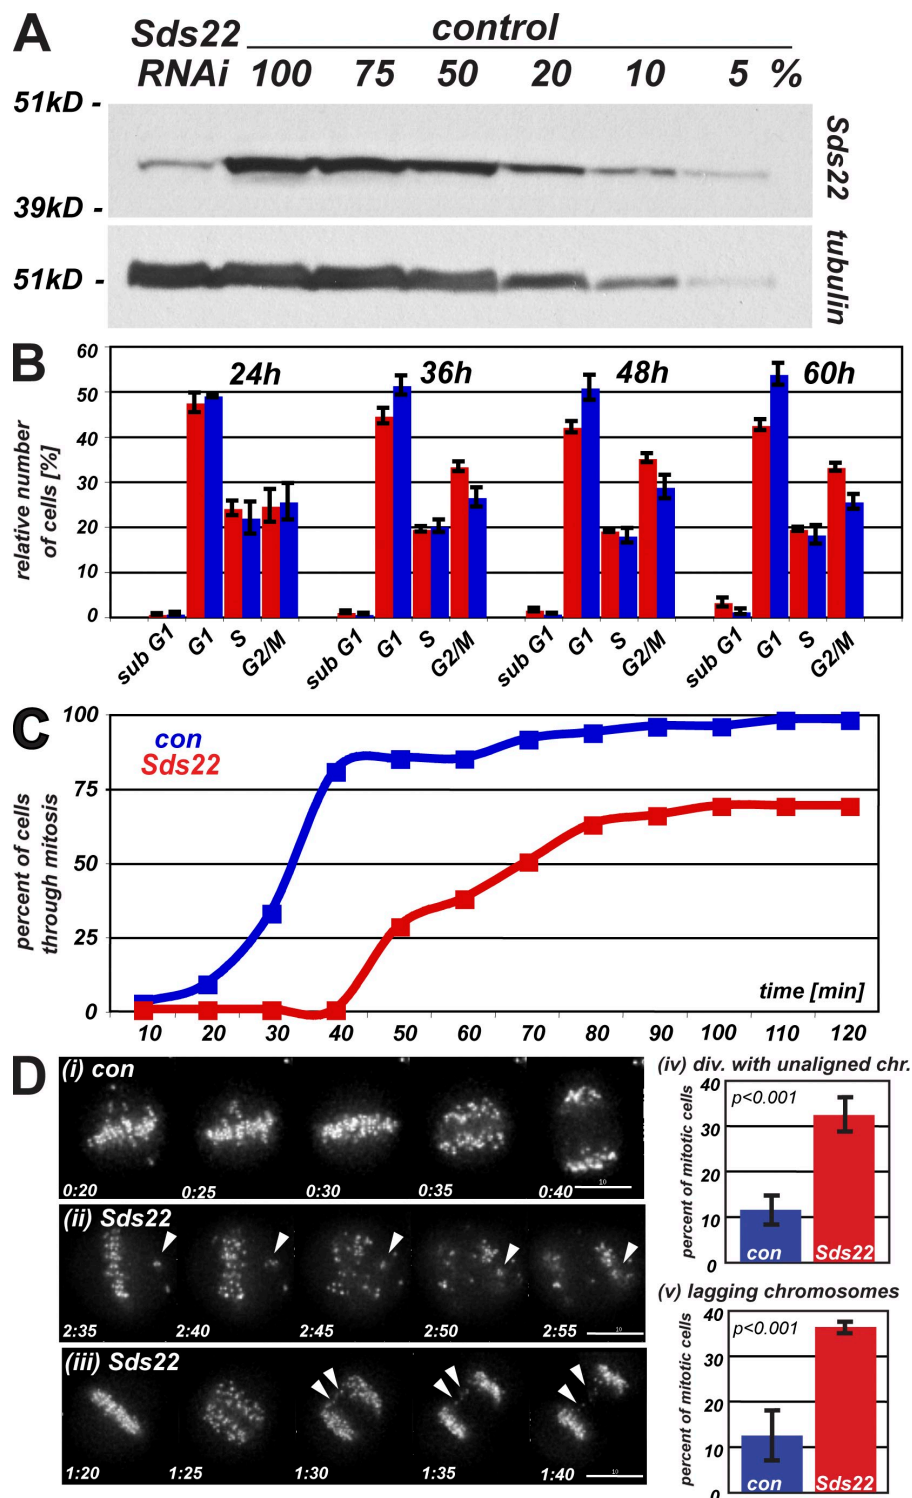 A
Sds22 control
RNAi 100 75 50 20 10 5 %
51kD -
39kD -
Sds22
51kD -
tubulin
B
relative number of cells [%]
60
50
40
30
20
10
0
24h 36h 48h 60h
sub G1 G1 S G2/M sub G1 G1 S G2/M sub G1 G1 S G2/M sub G1 G1 S G2/M
C
percent of cells through mitosis
100
75
50
25
0
con
Sds22
time [min]
10 20 30 40 50 60 70 80 90 100 110 120
D
(i) con
0:20 0:25 0:30 0:35 0:40 10
(ii) Sds22
2:35 2:40 2:45 2:50 2:55 10
(iii) Sds22
1:20 1:25 1:30 1:35 1:40 10
(iv) div. with unaligned chr.
percent of mitotic cells
40
30
20
10
0
p<0.001
con Sds22
(v) lagging chromosomes
percent of mitotic cells
40
30
20
10
0
p<0.001
con Sds22